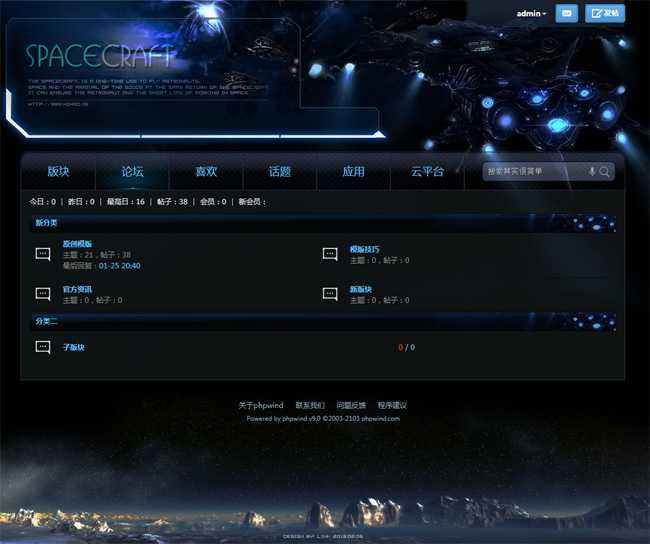 admin
发帖
SPACECRAFT
THE SPACECRAFT, IS A ONE-TIME USE TO FLY ASTRONAUTS,
SPACE AND THE ARRIVAL OF THE GOODS AT THE SAME RETURN OF THE SPACECRAFT.
IT CAN ENSURE THE ASTRONAUT AND THE SHORT LIFE OF WORKING IN SPACE
版块 论坛 喜欢 话题 应用 云平台 搜索其实很简单
今日：0 | 昨日：0 | 最高日：16 | 帖子：38 | 会员：0 | 新会员：
新分类
原创模版
主题：21，帖子：38
最后回复：01-25 20:40
模版技巧
主题：0，帖子：0
官方资讯
主题：0，帖子：0
新版块
主题：0，帖子：0
分类二
子版块 0 / 0
关于phpwind 联系我们 问题反馈 程序建议
Powered by phpwind v9.0 ©2003-2103 phpwind.com